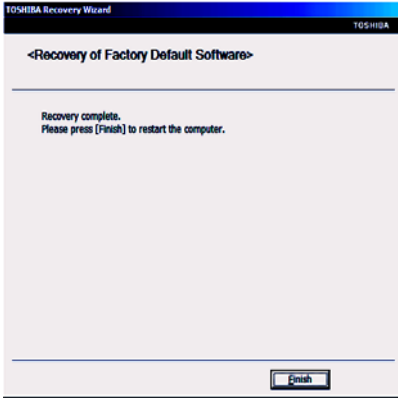 TOSHIBA Recovery Wizard
TOSHIBA
<Recovery of Factory Default Software>
Recovery complete.
Please press [Finish] to restart the computer.
Finish